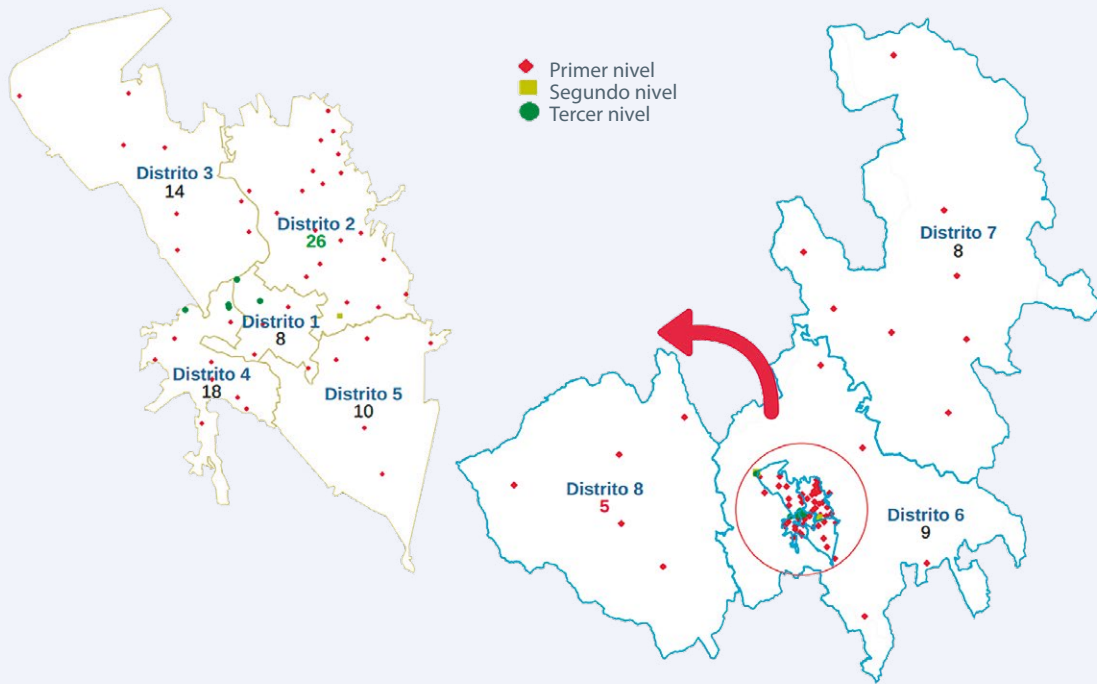 Primer nivel
Segundo nivel
Tercer nivel
Distrito 3
14
Distrito 2
26
Distrito 1
8
Distrito 4
18
Distrito 5
10
Distrito 7
8
Distrito 8
5
Distrito 6
9